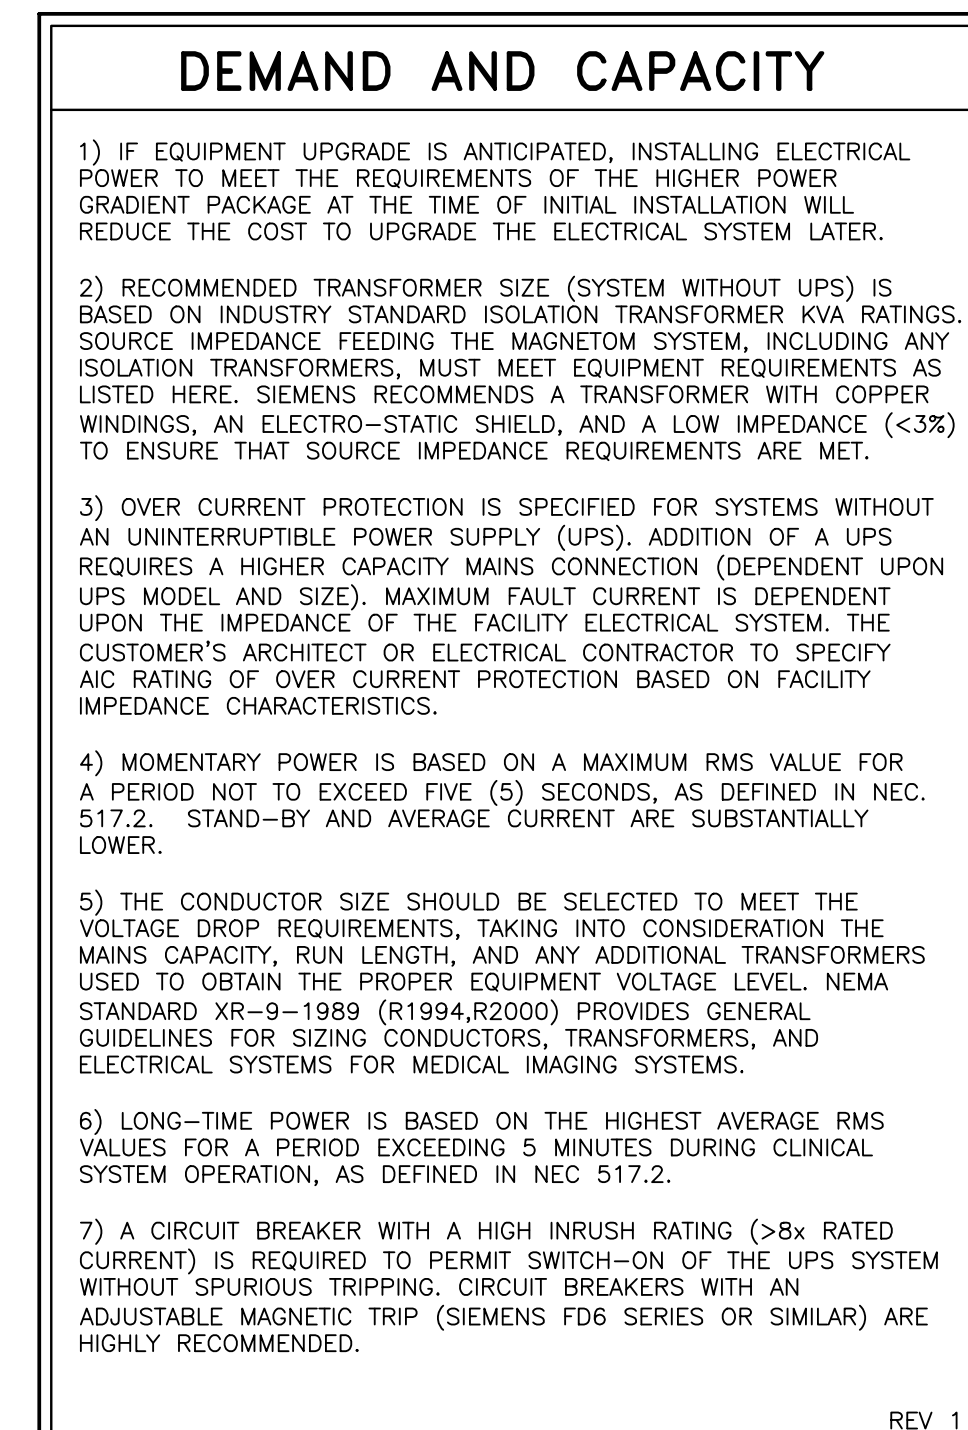 DEMAND AND CAPACITY
1) IF EQUIPMENT UPGRADE IS ANTICIPATED, INSTALLING ELECTRICAL
POWER TO MEET THE REQUIREMENTS OF THE HIGHER POWER
GRADIENT PACKAGE AT THE TIME OF INITIAL INSTALLATION WILL
REDUCE THE COST TO UPGRADE THE ELECTRICAL SYSTEM LATER.
2) RECOMMENDED TRANSFORMER SIZE (SYSTEM WITHOUT UPS) IS
BASED ON INDUSTRY STANDARD ISOLATION TRANSFORMER KVA RATINGS.
SOURCE IMPEDANCE FEEDING THE MAGNETOM SYSTEM, INCLUDING ANY
ISOLATION TRANSFORMERS, MUST MEET EQUIPMENT REQUIREMENTS AS
LISTED HERE. SIEMENS RECOMMENDS A TRANSFORMER WITH COPPER
WINDINGS, AN ELECTRO-STATIC SHIELD, AND A LOW IMPEDANCE (<3%)
TO ENSURE THAT SOURCE IMPEDANCE REQUIREMENTS ARE MET.
3) OVER CURRENT PROTECTION IS SPECIFIED FOR SYSTEMS WITHOUT
AN UNINTERRUPTIBLE POWER SUPPLY (UPS). ADDITION OF A UPS
REQUIRES A HIGHER CAPACITY MAINS CONNECTION (DEPENDENT UPON
UPS MODEL AND SIZE). MAXIMUM FAULT CURRENT IS DEPENDENT
UPON THE IMPEDANCE OF THE FACILITY ELECTRICAL SYSTEM. THE
CUSTOMER'S ARCHITECT OR ELECTRICAL CONTRACTOR TO SPECIFY
AIC RATING OF OVER CURRENT PROTECTION BASED ON FACILITY
IMPEDANCE CHARACTERISTICS.
4) MOMENTARY POWER IS BASED ON A MAXIMUM RMS VALUE FOR
A PERIOD NOT TO EXCEED FIVE (5) SECONDS, AS DEFINED IN NEC.
517.2. STAND-BY AND AVERAGE CURRENT ARE SUBSTANTIALLY
LOWER.
5) THE CONDUCTOR SIZE SHOULD BE SELECTED TO MEET THE
VOLTAGE DROP REQUIREMENTS, TAKING INTO CONSIDERATION THE
MAINS CAPACITY, RUN LENGTH, AND ANY ADDITIONAL TRANSFORMERS
USED TO OBTAIN THE PROPER EQUIPMENT VOLTAGE LEVEL. NEMA
STANDARD XR-9-1989 (R1994,R2000) PROVIDES GENERAL
GUIDELINES FOR SIZING CONDUCTORS, TRANSFORMERS, AND
ELECTRICAL SYSTEMS FOR MEDICAL IMAGING SYSTEMS.
6) LONG-TIME POWER IS BASED ON THE HIGHEST AVERAGE RMS
VALUES FOR A PERIOD EXCEEDING 5 MINUTES DURING CLINICAL
SYSTEM OPERATION, AS DEFINED IN NEC 517.2.
7) A CIRCUIT BREAKER WITH A HIGH INRUSH RATING (>8x RATED
CURRENT) IS REQUIRED TO PERMIT SWITCH-ON OF THE UPS SYSTEM
WITHOUT SPURIOUS TRIPPING. CIRCUIT BREAKERS WITH AN
ADJUSTABLE MAGNETIC TRIP (SIEMENS FD6 SERIES OR SIMILAR) ARE
HIGHLY RECOMMENDED.
REV 1